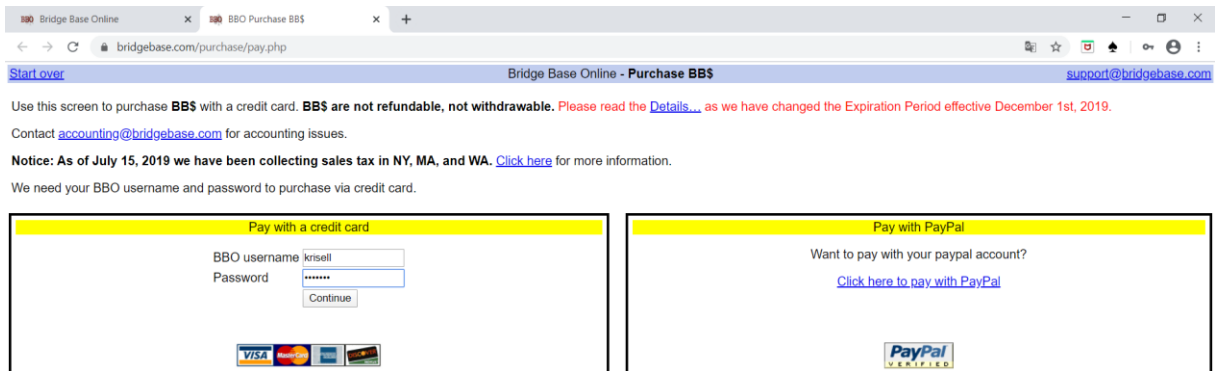 Bridge Base Online
BBO Purchase BB$
bridgebase.com/purchase/pay.php
Start over
Bridge Base Online - Purchase BB$
support@bridgebase.com
Use this screen to purchase BB$ with a credit card. BB$ are not refundable, not withdrawable. Please read the Details... as we have changed the Expiration Period effective December 1st, 2019.
Contact accounting@bridgebase.com for accounting issues.
Notice: As of July 15, 2019 we have been collecting sales tax in NY, MA, and WA. Click here for more information.
We need your BBO username and password to purchase via credit card.
Pay with a credit card
BBO username krisell
Password •••••••
Continue
VISA MasterCard DISCOVER
Pay with PayPal
Want to pay with your paypal account?
Click here to pay with PayPal
PayPal
VERIFIED